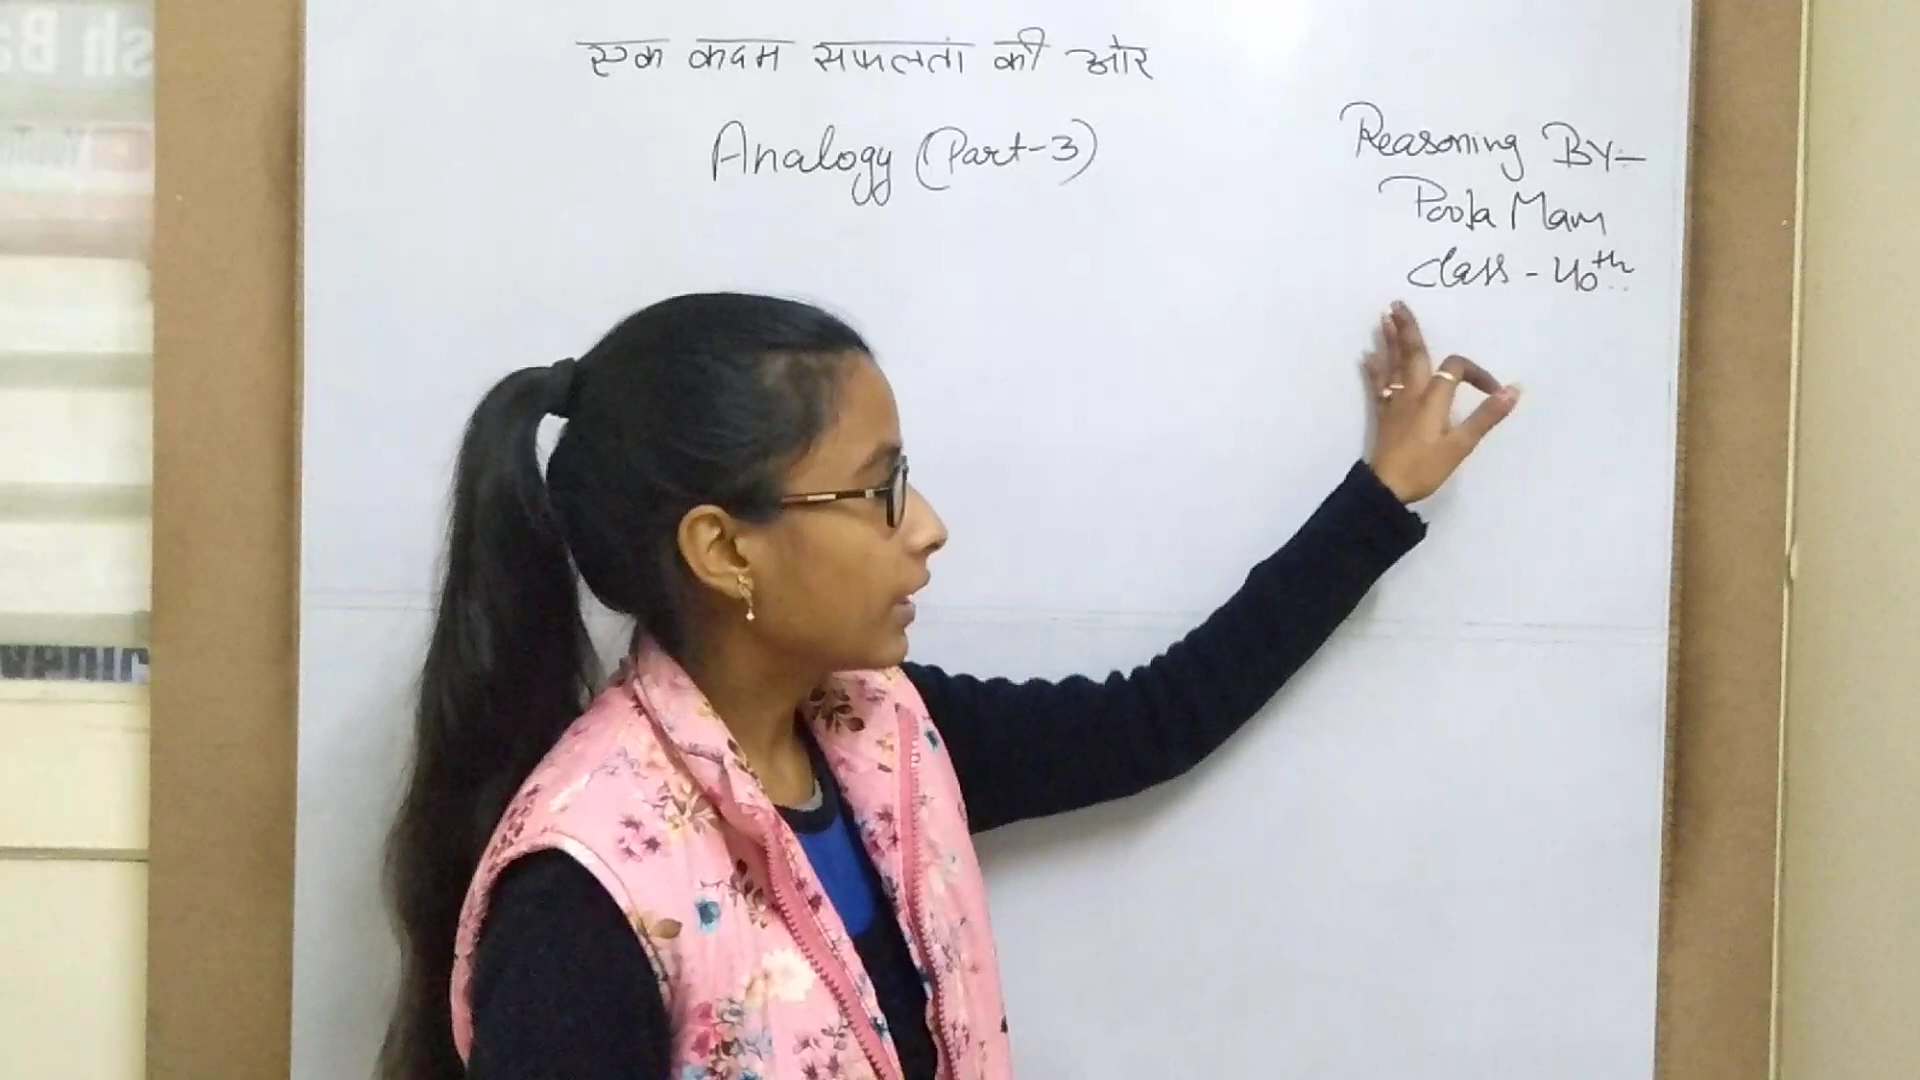 एक कदम सफलता की ओर
Analogy (Part-3)
Reasoning By:-
Pooja Mam
Class - 40th